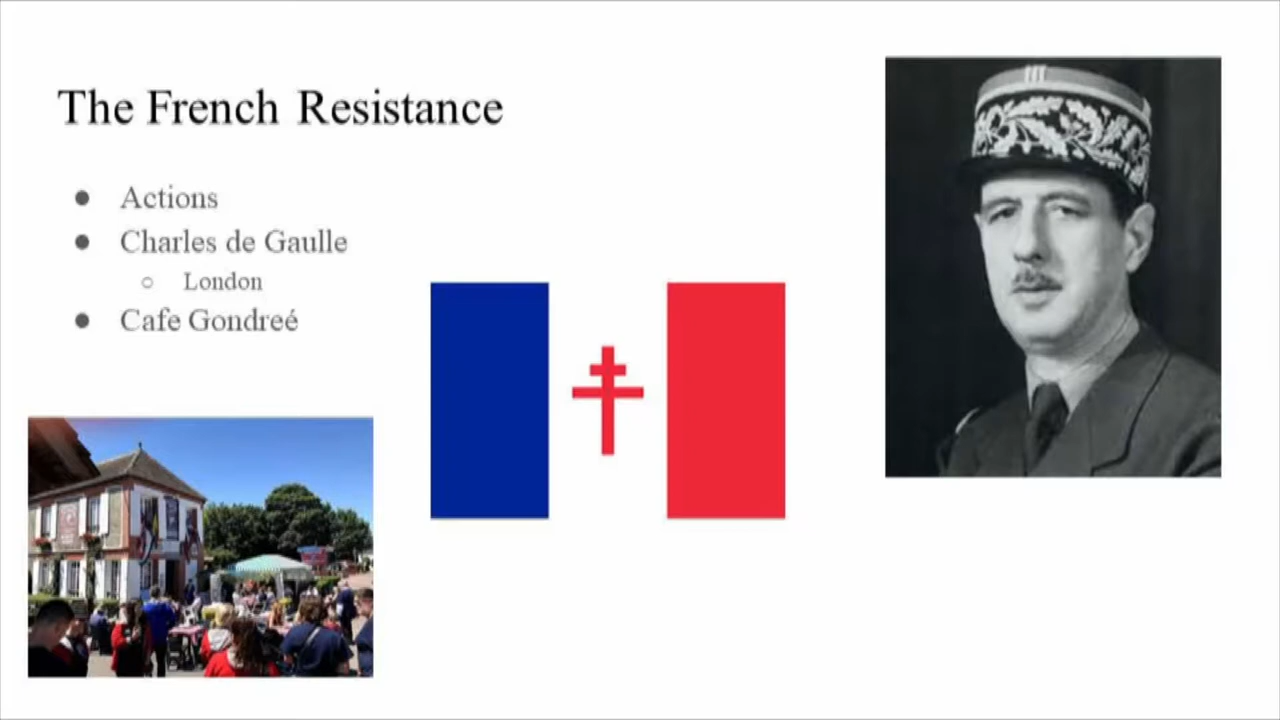 The French Resistance
Actions
Charles de Gaulle
London
Cafe Gondreé